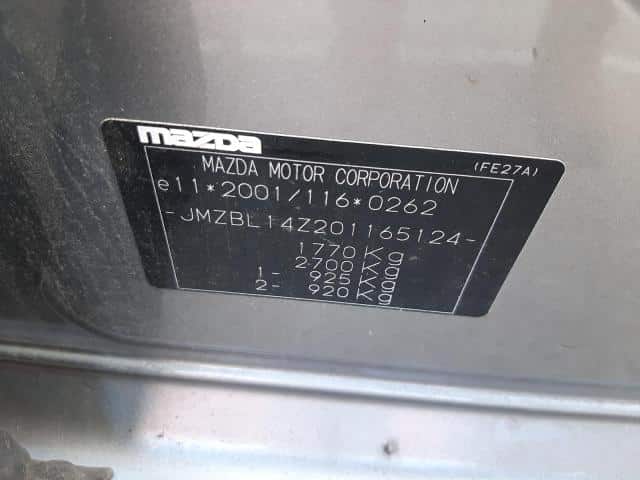 mazda
(FE27A)
MAZDA MOTOR CORPORATION
e11*2001/116*0262
-JMZBL14Z201165124-
1770 Kg
2700 Kg
1- 925 Kg
2- 920 Kg